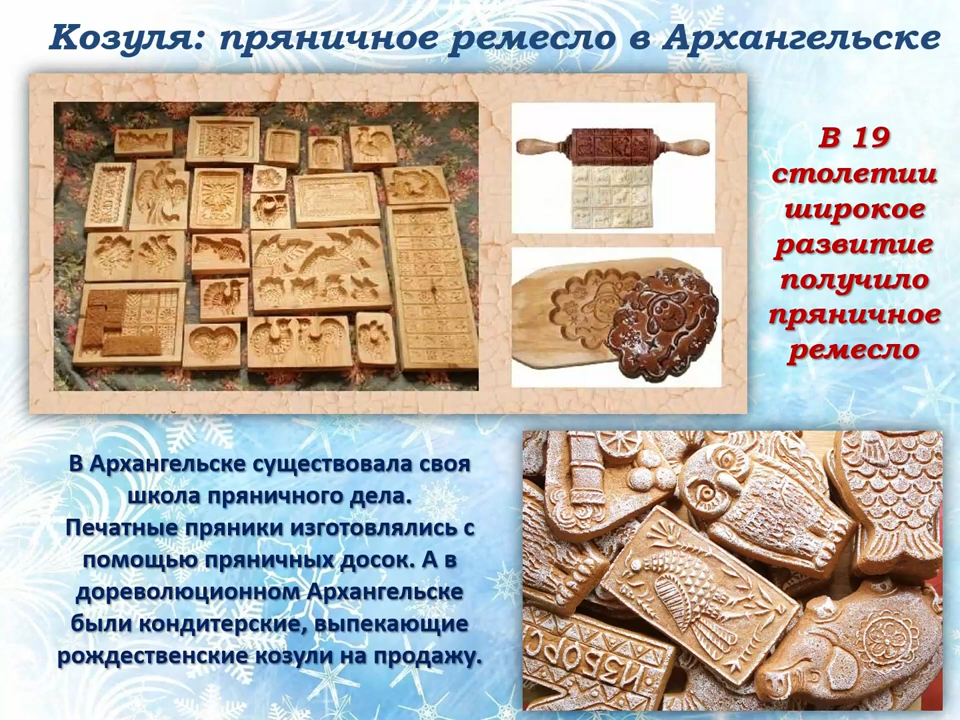 Козуля: пряничное ремесло в Архангельске
В 19
столетии
широкое
развитие
получило
пряничное
ремесло
В Архангельске существовала своя
школа пряничного дела.
Печатные пряники изготовлялись с
помощью пряничных досок. А в
дореволюционном Архангельске
были кондитерские, выпекающие
рождественские козули на продажу.
ИЗБОРС